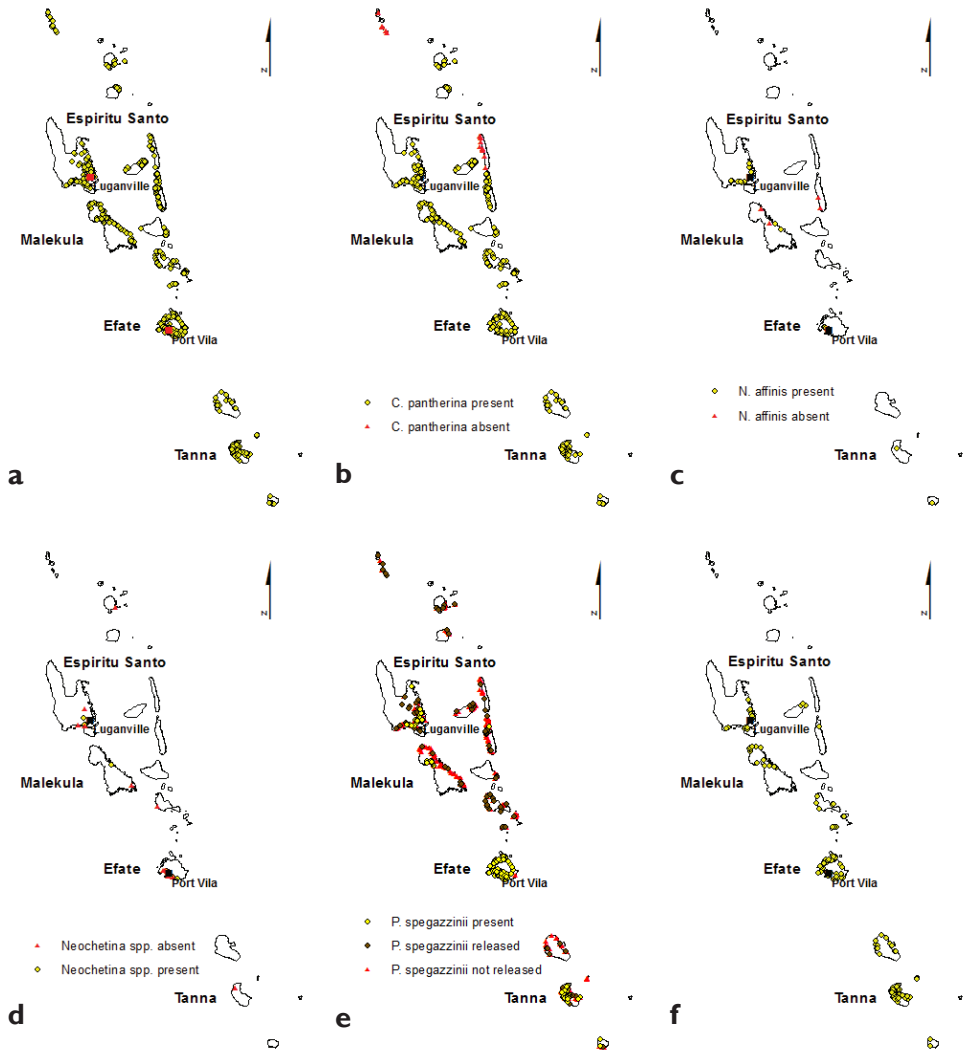 N
Espiritu Santo
Luganville
Malekula
Efate
Port Vila
Tanna
a
N
Espiritu Santo
Luganville
Malekula
Efate
Port Vila
C. pantherina present
C. pantherina absent
Tanna
b
N
Espiritu Santo
Luganville
Malekula
Efate
Port Vila
N. affinis present
N. affinis absent
Tanna
c
N
Espiritu Santo
Luganville
Malekula
Efate
Port Vila
Neochetina spp. absent
Neochetina spp. present
Tanna
d
N
Espiritu Santo
Luganville
Malekula
Efate
Port Vila
P. spegazzinii present
P. spegazzinii released
P. spegazzinii not released
Tanna
e
N
Espiritu Santo
Luganville
Malekula
Efate
Port Vila
Tanna
f